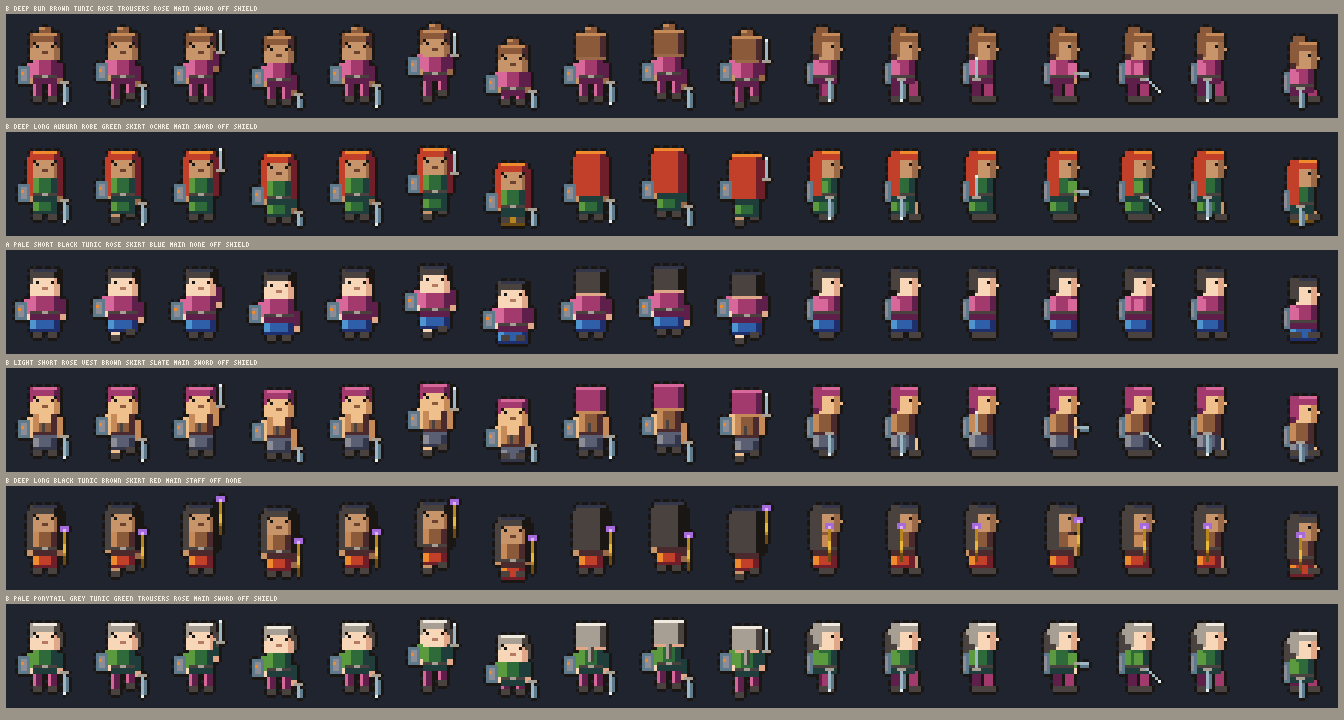 B DEEP BUN BROWN TUNIC ROSE TROUSERS ROSE MAIN SWORD OFF SHIELD
B DEEP LONG AUBURN ROBE GREEN SKIRT OCHRE MAIN SWORD OFF SHIELD
A PALE SHORT BLACK TUNIC ROSE SKIRT BLUE MAIN NONE OFF SHIELD
B LIGHT SHORT ROSE VEST BROWN SKIRT SLATE MAIN SWORD OFF SHIELD
B DEEP LONG BLACK TUNIC BROWN SKIRT RED MAIN STAFF OFF NONE
B PALE PONYTAIL GREY TUNIC GREEN TROUSERS ROSE MAIN SWORD OFF SHIELD